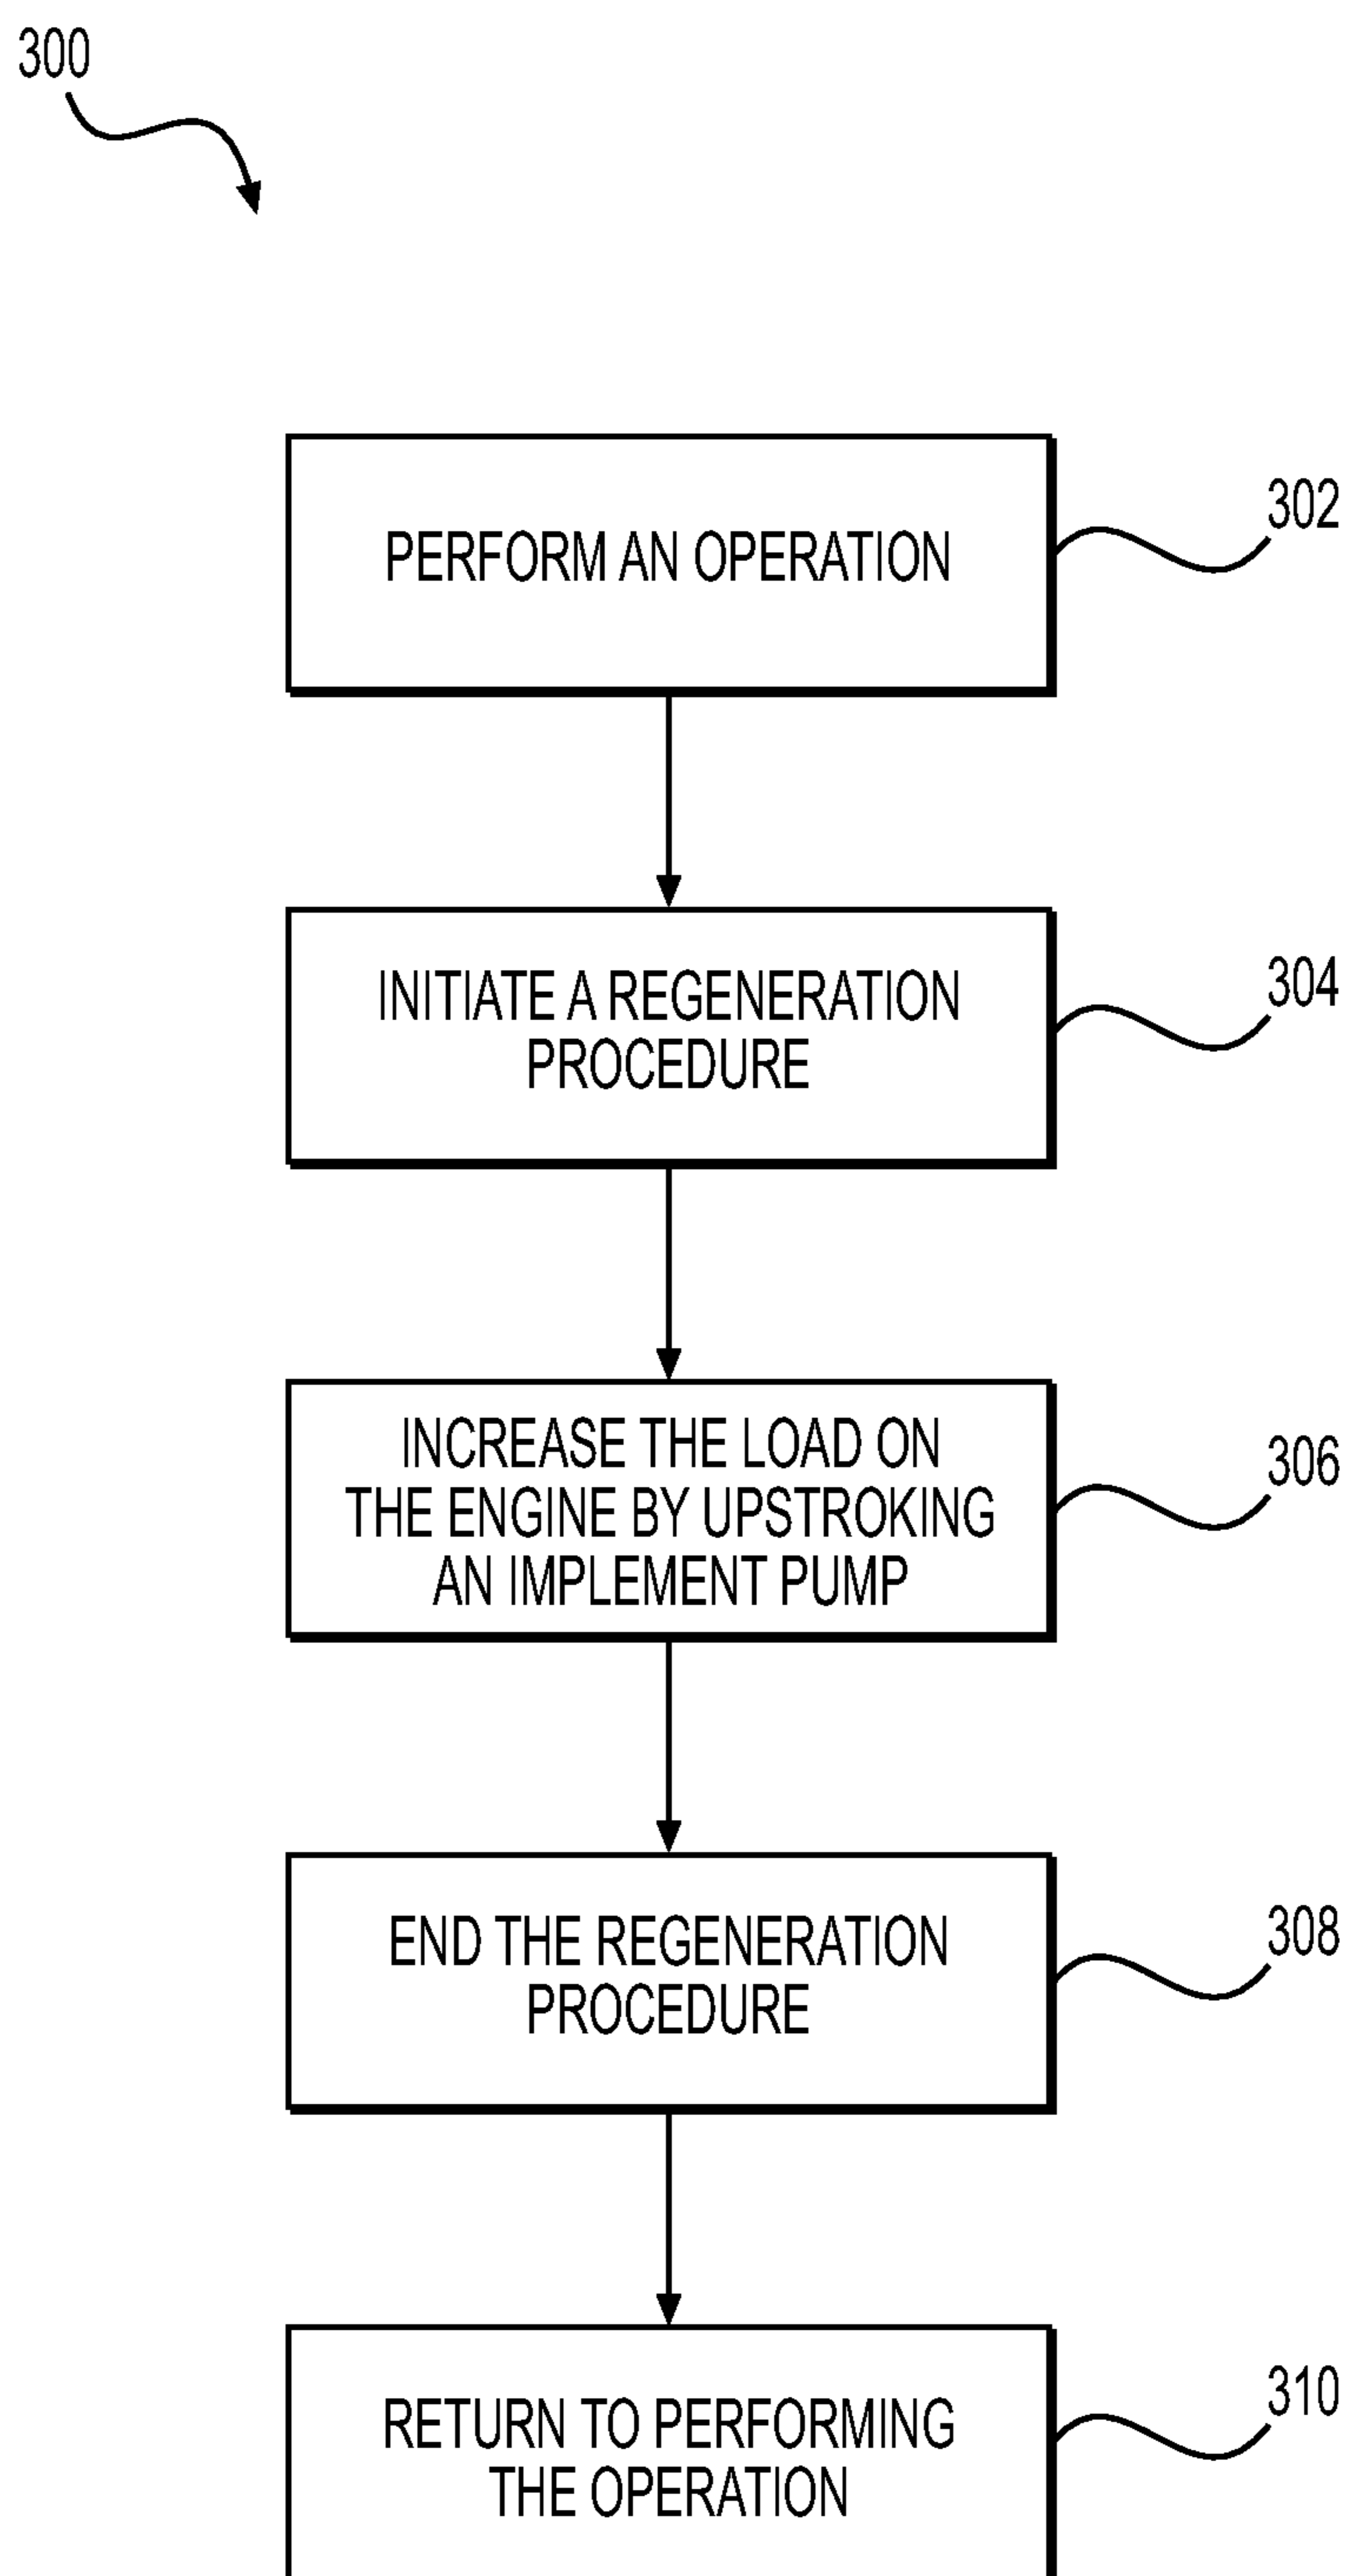 300
PERFORM AN OPERATION
302
INITIATE A REGENERATION
PROCEDURE
304
INCREASE THE LOAD ON
THE ENGINE BY UPSTROKING
AN IMPLEMENT PUMP
306
END THE REGENERATION
PROCEDURE
308
RETURN TO PERFORMING
THE OPERATION
310